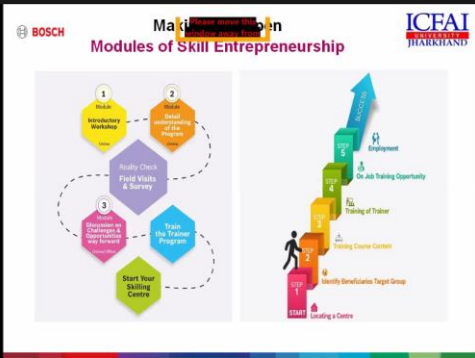 BOSCH
Please move this
window away from
ICFAI
UNIVERSITY
JHARKHAND
Modules of Skill Entrepreneurship
1
Module
Introductory
Workshop
Online
2
Module
Detail
understanding
of the
Program
Online
Reality Check
Field Visits
& Survey
3
Module
Discussion on
Challenges &
Opportunities
way forward
Train
the Trainer
Program
Start Your
Skilling
Centre
SUCCESS
Employment
STEP
5
On Job Training Opportunity
STEP
4
Training of Trainer
STEP
3
Training Course Content
STEP
2
Identify Beneficiaries Target Group
STEP
1
START
Locating a Centre